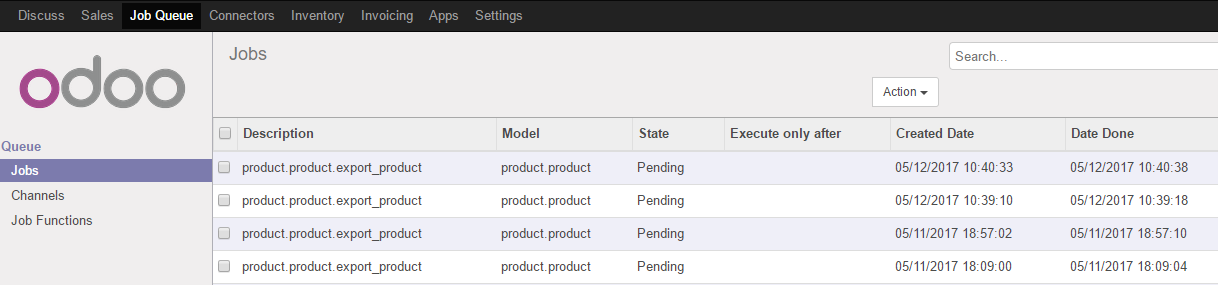 Discuss Sales Job Queue Connectors Inventory Invoicing Apps Settings
odoo
Jobs
Search...
Action
Queue
Jobs
Channels
Job Functions
Description Model State Execute only after Created Date Date Done
product.product.export_product product.product Pending 05/12/2017 10:40:33 05/12/2017 10:40:38
product.product.export_product product.product Pending 05/12/2017 10:39:10 05/12/2017 10:39:18
product.product.export_product product.product Pending 05/11/2017 18:57:02 05/11/2017 18:57:10
product.product.export_product product.product Pending 05/11/2017 18:09:00 05/11/2017 18:09:04